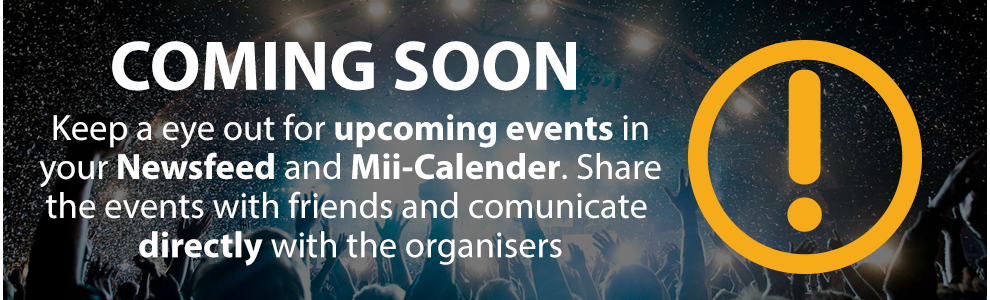 COMING SOON
Keep a eye out for upcoming events in
your Newsfeed and Mii-Calender. Share
the events with friends and comunicate
directly with the organisers